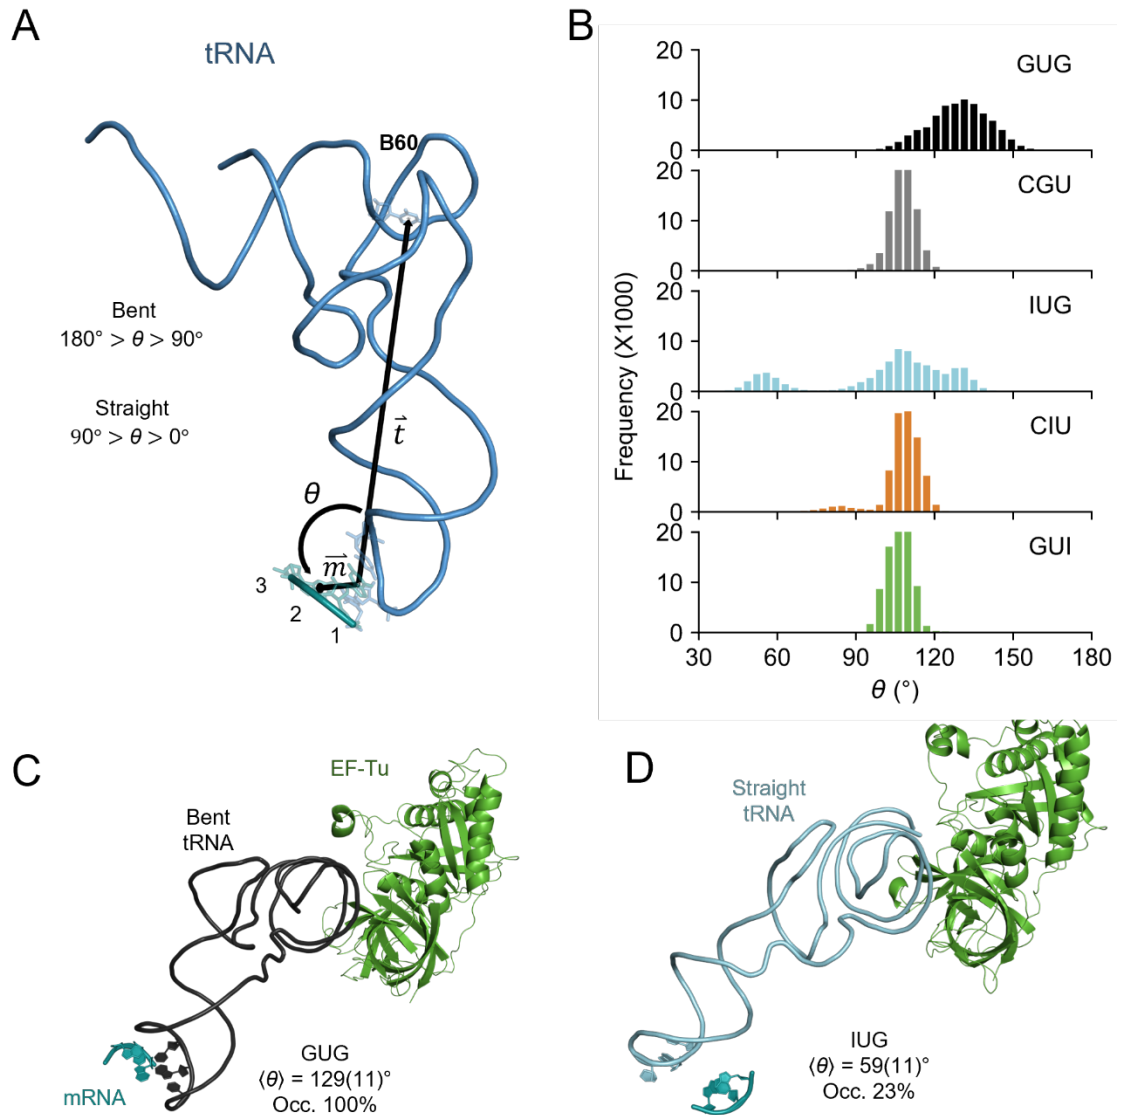 A
tRNA
B60
Bent
180° > θ > 90°
Straight
90° > θ > 0°
t
θ
m
3
2
1
B
20
10
0
GUG
20
10
0
CGU
20
10
0
IUG
20
10
0
CIU
20
10
0
GUI
Frequency (X1000)
30 60 90 120 150 180
θ (°)
C
EF-Tu
Bent
tRNA
mRNA
GUG
⟨θ⟩ = 129(11)°
Occ. 100%
D
Straight
tRNA
IUG
⟨θ⟩ = 59(11)°
Occ. 23%